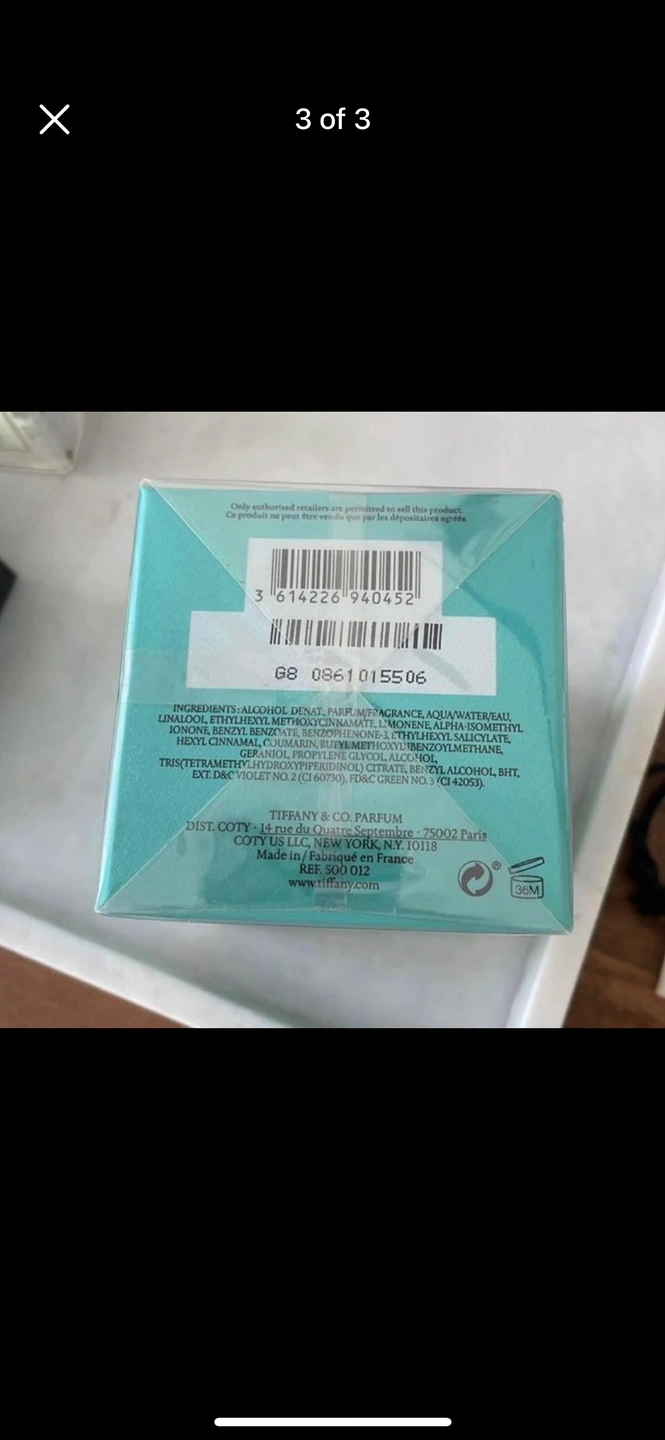 3 of 3
Only authorised retailers are permitted to sell this product.
Ce produit ne peut être vendu que par les dépositaires agréés.
3 614226 940452
G8 0861015506
INGREDIENTS : ALCOHOL DENAT., PARFUM/FRAGRANCE, AQUA/WATER/EAU,
LINALOOL, ETHYLHEXYL METHOXYCINNAMATE, LIMONENE, ALPHA-ISOMETHYL
IONONE, BENZYL BENZOATE, BENZOPHENONE-3, ETHYLHEXYL SALICYLATE,
HEXYL CINNAMAL, COUMARIN, BUTYL METHOXYDIBENZOYLMETHANE,
GERANIOL, PROPYLENE GLYCOL, ALCOHOL,
TRIS(TETRAMETHYLHYDROXYPIPERIDINOL) CITRATE, BENZYL ALCOHOL, BHT,
EXT. D&C VIOLET NO. 2 (CI 60730), FD&C GREEN NO. 3 (CI 42053).
TIFFANY & CO. PARFUM
DIST. COTY · 14 rue du Quatre Septembre · 75002 Paris
COTY US LLC, NEW YORK, N.Y. 10118
Made in / Fabriqué en France
REF. 500 012
www.tiffany.com
®
36M